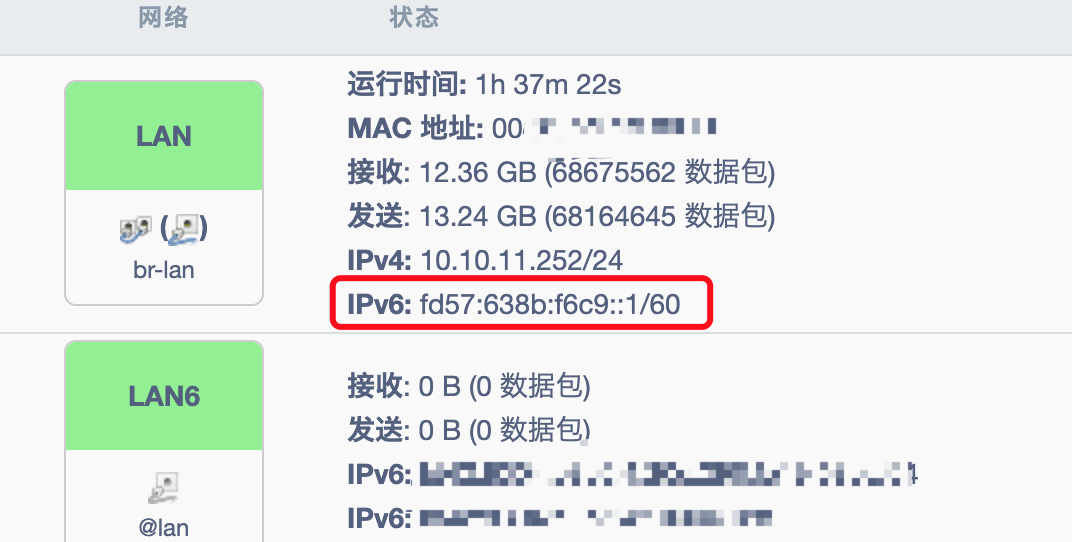 网络
状态
LAN
br-lan
运行时间: 1h 37m 22s
MAC 地址: 00
接收: 12.36 GB (68675562 数据包)
发送: 13.24 GB (68164645 数据包)
IPv4: 10.10.11.252/24
IPv6: fd57:638b:f6c9::1/60
LAN6
@lan
接收: 0 B (0 数据包)
发送: 0 B (0 数据包)
IPv6:
IPv6: